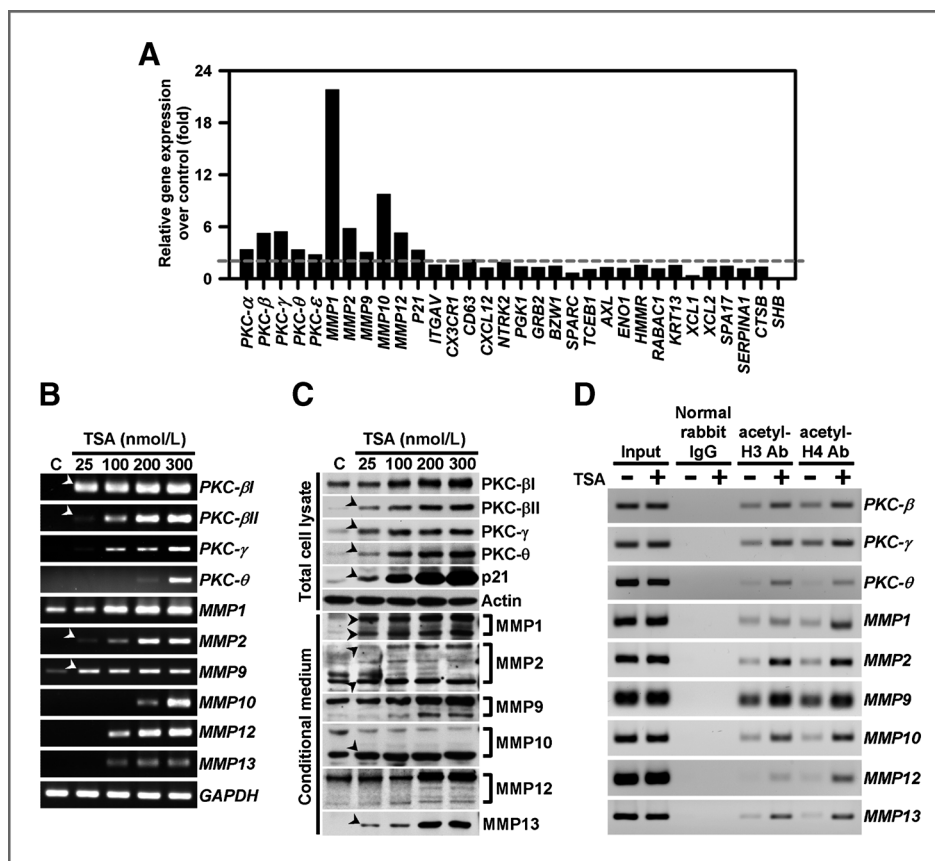 A
Relative gene expression
over control (fold)
24
18
12
6
0
PKC-α
PKC-β
PKC-γ
PKC-θ
PKC-ε
MMP1
MMP2
MMP9
MMP10
MMP12
P21
ITGAV
CX3CR1
CD63
CXCL12
NTRK2
PGK1
GRB2
BZW1
SPARC
TCEB1
AXL
ENO1
HMMR
RABAC1
KRT13
XCL1
XCL2
SPA17
SERPINA1
CTSB
SHB
B
TSA (nmol/L)
C 25 100 200 300
PKC-βI
PKC-βII
PKC-γ
PKC-θ
MMP1
MMP2
MMP9
MMP10
MMP12
MMP13
GAPDH
C
TSA (nmol/L)
C 25 100 200 300
Total cell lysate
PKC-βI
PKC-βII
PKC-γ
PKC-θ
p21
Actin
Conditional medium
MMP1
MMP2
MMP9
MMP10
MMP12
MMP13
D
Normal
rabbit acetyl- acetyl-
Input IgG H3 Ab H4 Ab
TSA − + − + − + − +
PKC-β
PKC-γ
PKC-θ
MMP1
MMP2
MMP9
MMP10
MMP12
MMP13